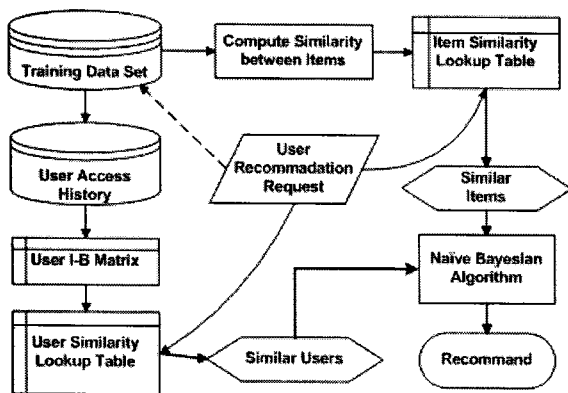 Training Data Set
Compute Similarity
between Items
Item Similarity
Lookup Table
User Access
History
User
Recommadation
Request
Similar
Items
User I-B Matrix
Naïve Bayesian
Algorithm
User Similarity
Lookup Table
Similar Users
Recommand